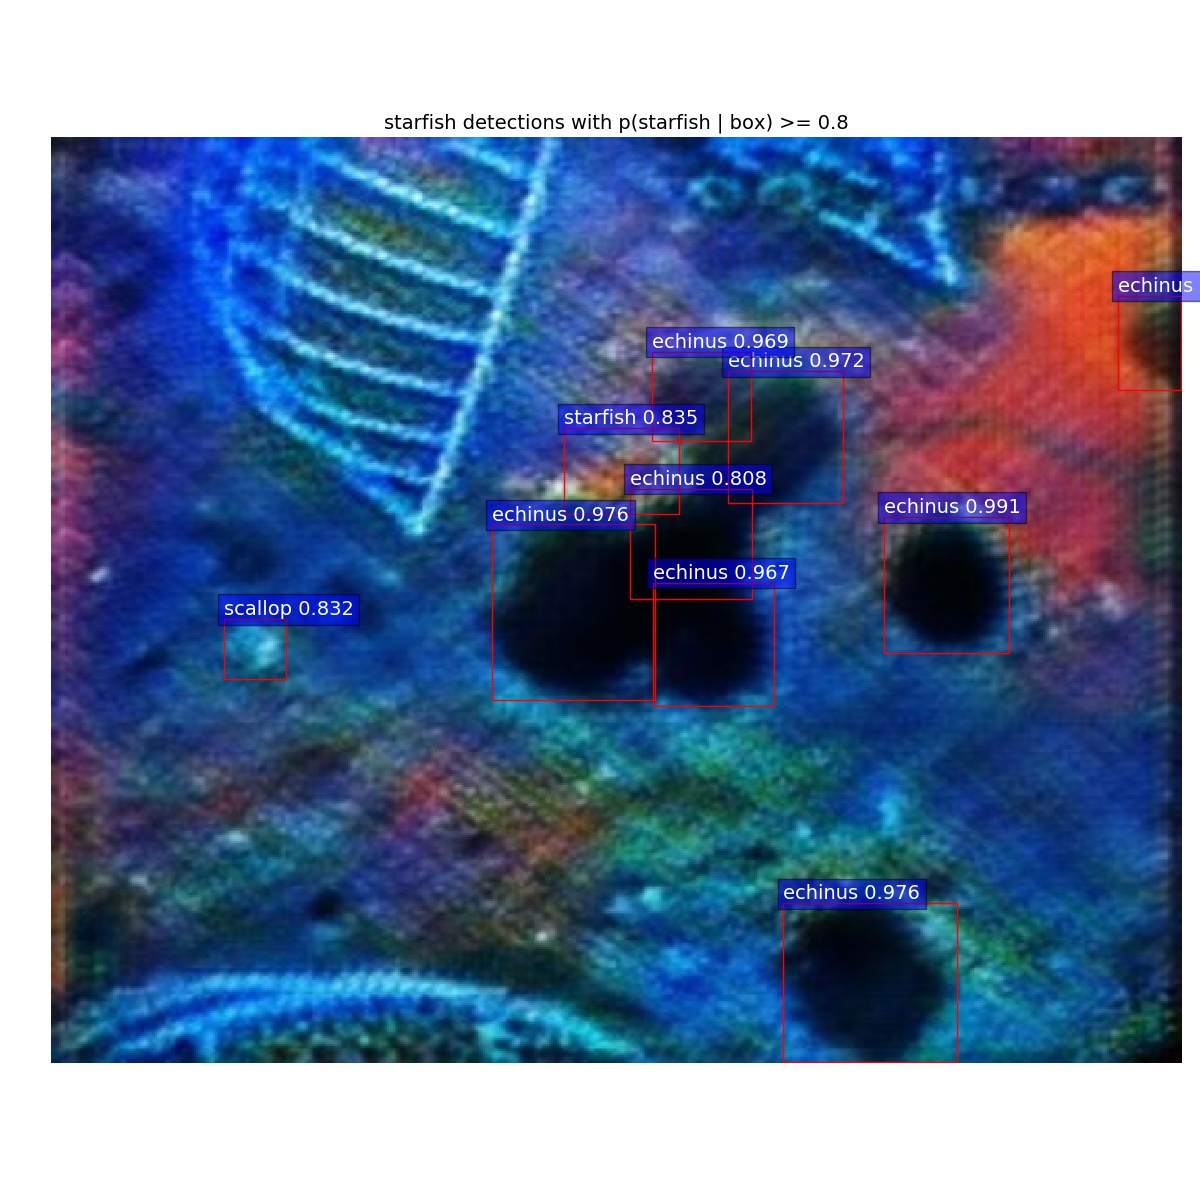 starfish detections with p(starfish | box) >= 0.8
echinus
echinus 0.969
echinus 0.972
starfish 0.835
echinus 0.808
echinus 0.976
echinus 0.991
echinus 0.967
scallop 0.832
echinus 0.976